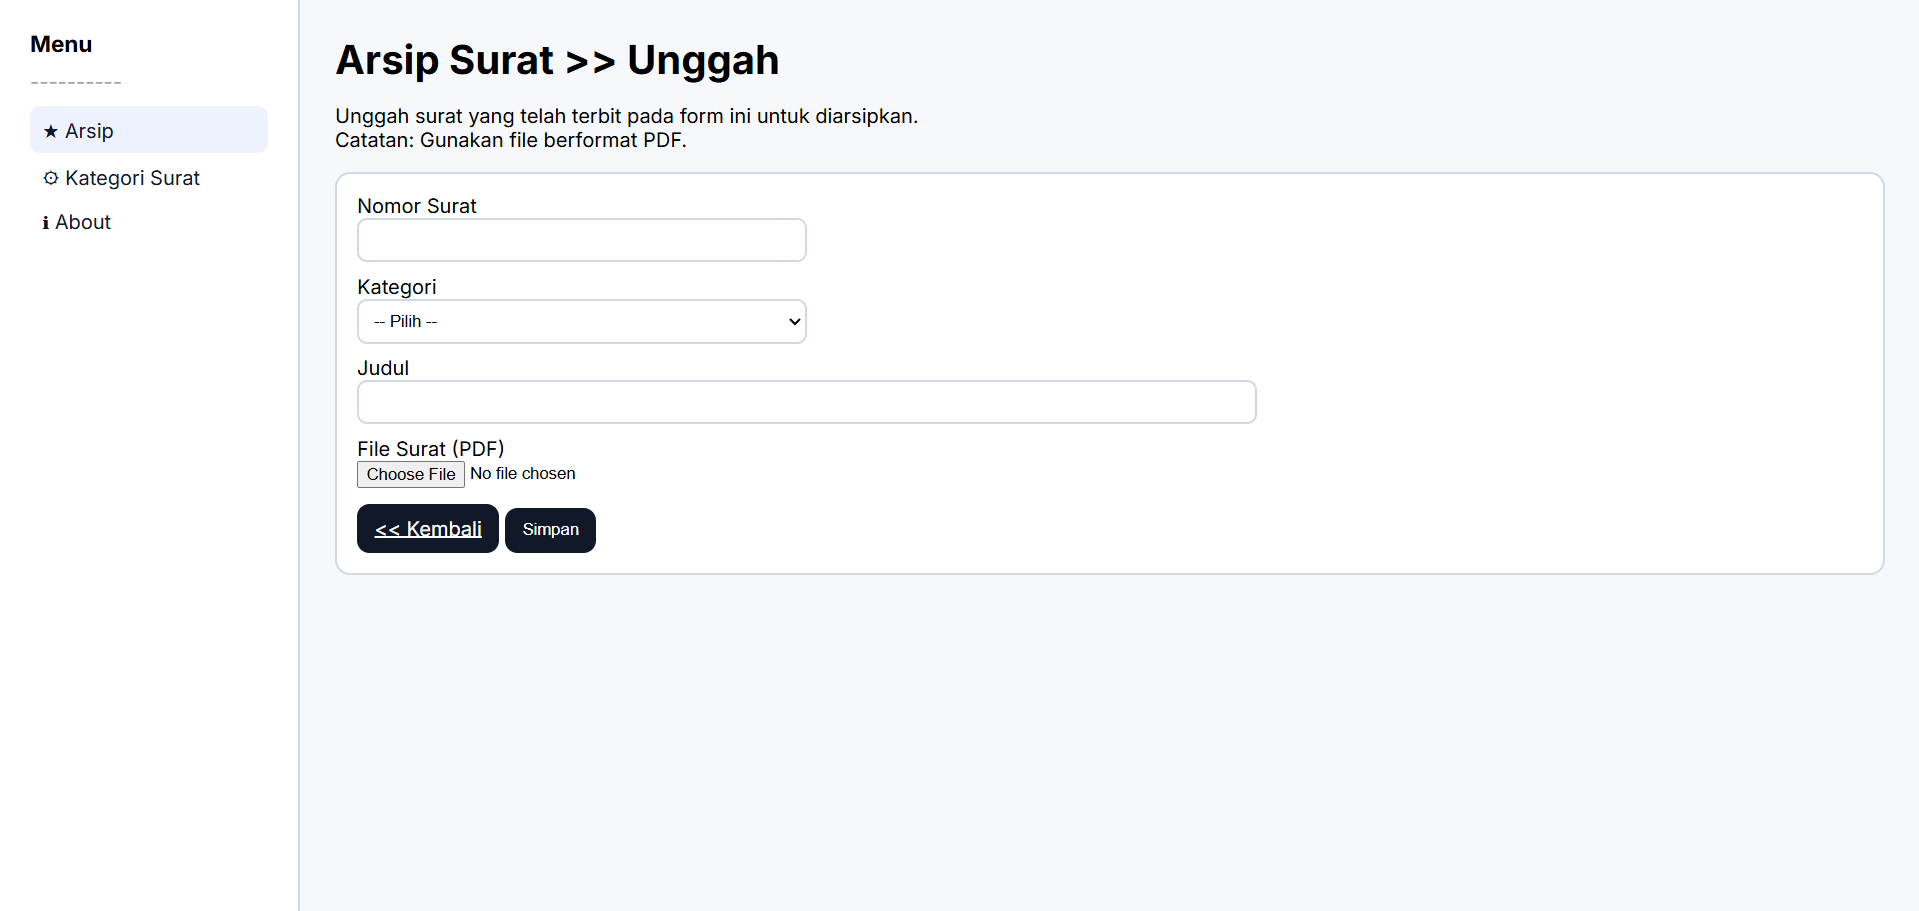 Menu
----------
★ Arsip
⚙ Kategori Surat
ℹ About
Arsip Surat >> Unggah
Unggah surat yang telah terbit pada form ini untuk diarsipkan.
Catatan: Gunakan file berformat PDF.
Nomor Surat
Kategori
-- Pilih --
Judul
File Surat (PDF)
Choose File No file chosen
<< Kembali Simpan